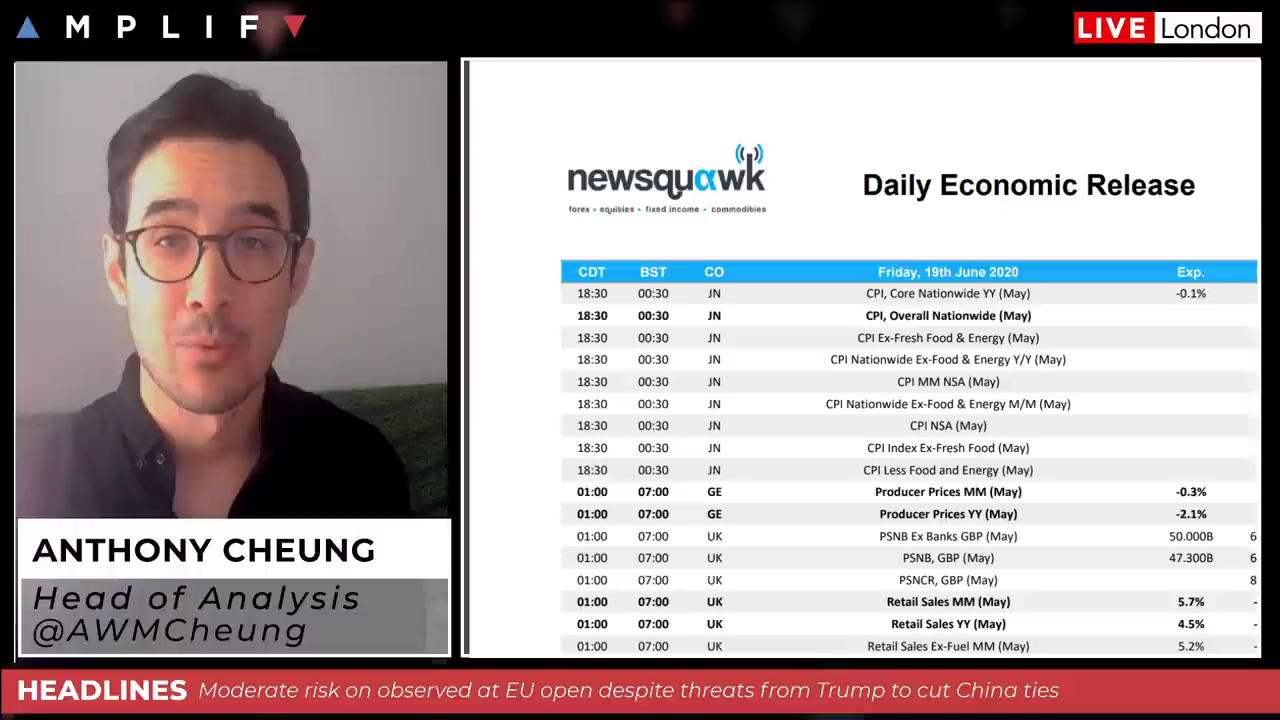 AMPLIFY
LIVE London
newsquawk
forex • equities • fixed income • commodities
Daily Economic Release
CDT BST CO Friday, 19th June 2020 Exp.
18:30 00:30 JN CPI, Core Nationwide YY (May) -0.1%
18:30 00:30 JN CPI, Overall Nationwide (May)
18:30 00:30 JN CPI Ex-Fresh Food & Energy (May)
18:30 00:30 JN CPI Nationwide Ex-Food & Energy Y/Y (May)
18:30 00:30 JN CPI MM NSA (May)
18:30 00:30 JN CPI Nationwide Ex-Food & Energy M/M (May)
18:30 00:30 JN CPI NSA (May)
18:30 00:30 JN CPI Index Ex-Fresh Food (May)
18:30 00:30 JN CPI Less Food and Energy (May)
01:00 07:00 GE Producer Prices MM (May) -0.3%
01:00 07:00 GE Producer Prices YY (May) -2.1%
01:00 07:00 UK PSNB Ex Banks GBP (May) 50.000B 6
01:00 07:00 UK PSNB, GBP (May) 47.300B 6
01:00 07:00 UK PSNCR, GBP (May) 8
01:00 07:00 UK Retail Sales MM (May) 5.7% -
01:00 07:00 UK Retail Sales YY (May) 4.5% -
01:00 07:00 UK Retail Sales Ex-Fuel MM (May) 5.2% -
ANTHONY CHEUNG
Head of Analysis
@AWMCheung
HEADLINES Moderate risk on observed at EU open despite threats from Trump to cut China ties